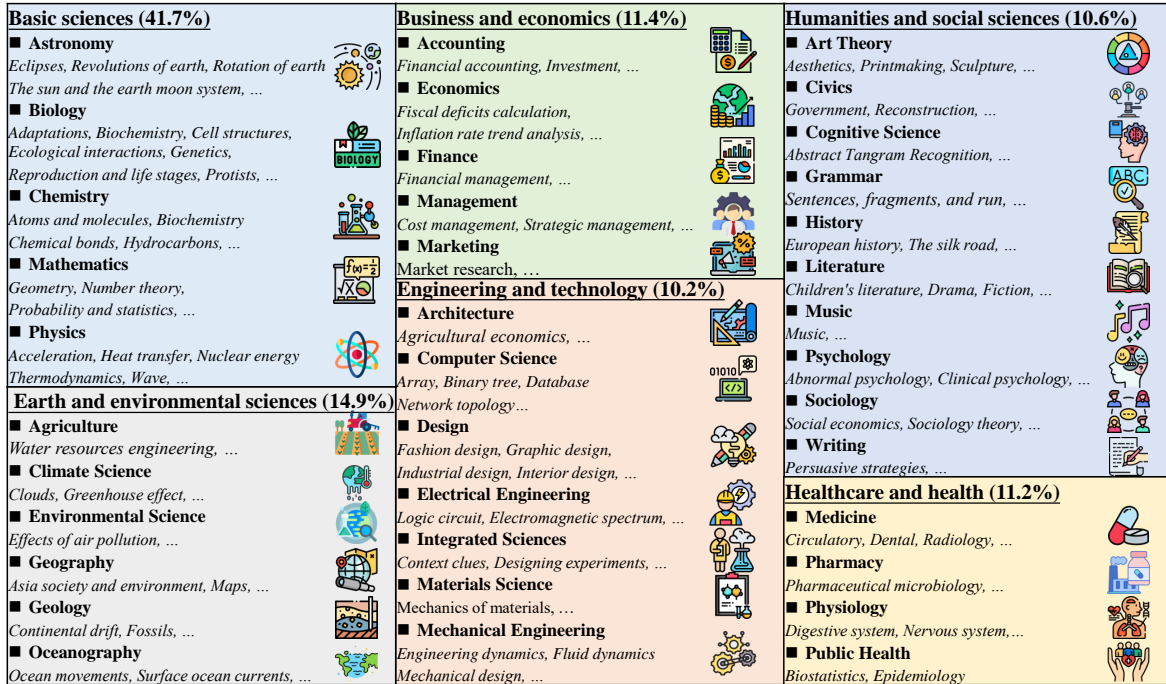 Basic sciences (41.7%)
■ Astronomy
Eclipses, Revolutions of earth, Rotation of earth
The sun and the earth moon system, …
■ Biology
Adaptations, Biochemistry, Cell structures,
Ecological interactions, Genetics,
Reproduction and life stages, Protists, …
BIOLOGY
■ Chemistry
Atoms and molecules, Biochemistry
Chemical bonds, Hydrocarbons, …
■ Mathematics
Geometry, Number theory,
Probability and statistics, …
f(x)=1/2
√X
■ Physics
Acceleration, Heat transfer, Nuclear energy
Thermodynamics, Wave, …
Earth and environmental sciences (14.9%)
■ Agriculture
Water resources engineering, …
■ Climate Science
Clouds, Greenhouse effect, …
■ Environmental Science
Effects of air pollution, …
■ Geography
Asia society and environment, Maps, …
■ Geology
Continental drift, Fossils, …
■ Oceanography
Ocean movements, Surface ocean currents, …
Business and economics (11.4%)
■ Accounting
Financial accounting, Investment, …
■ Economics
Fiscal deficits calculation,
Inflation rate trend analysis, …
■ Finance
Financial management, …
■ Management
Cost management, Strategic management, …
■ Marketing
Market research, …
Engineering and technology (10.2%)
■ Architecture
Agricultural economics, …
■ Computer Science
Array, Binary tree, Database
Network topology…
01010
</>
■ Design
Fashion design, Graphic design,
Industrial design, Interior design, …
■ Electrical Engineering
Logic circuit, Electromagnetic spectrum, …
■ Integrated Sciences
Context clues, Designing experiments, …
■ Materials Science
Mechanics of materials, …
■ Mechanical Engineering
Engineering dynamics, Fluid dynamics
Mechanical design, …
Humanities and social sciences (10.6%)
■ Art Theory
Aesthetics, Printmaking, Sculpture, …
■ Civics
Government, Reconstruction, …
■ Cognitive Science
Abstract Tangram Recognition, …
■ Grammar
Sentences, fragments, and run, …
ABC
■ History
European history, The silk road, …
■ Literature
Children's literature, Drama, Fiction, …
■ Music
Music, …
■ Psychology
Abnormal psychology, Clinical psychology, …
■ Sociology
Social economics, Sociology theory, …
■ Writing
Persuasive strategies, …
Healthcare and health (11.2%)
■ Medicine
Circulatory, Dental, Radiology, …
■ Pharmacy
Pharmaceutical microbiology, …
■ Physiology
Digestive system, Nervous system,…
■ Public Health
Biostatistics, Epidemiology